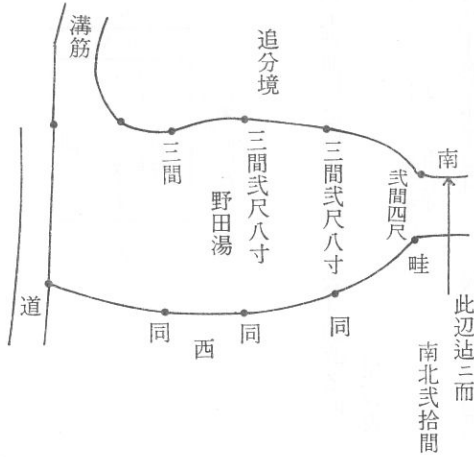 溝筋
追分境
三間
三間弐尺八寸
三間弐尺八寸
弐間四尺
南
野田湯
畦
道
同
同
同
西
此辺迠ニ而
南北弐拾間